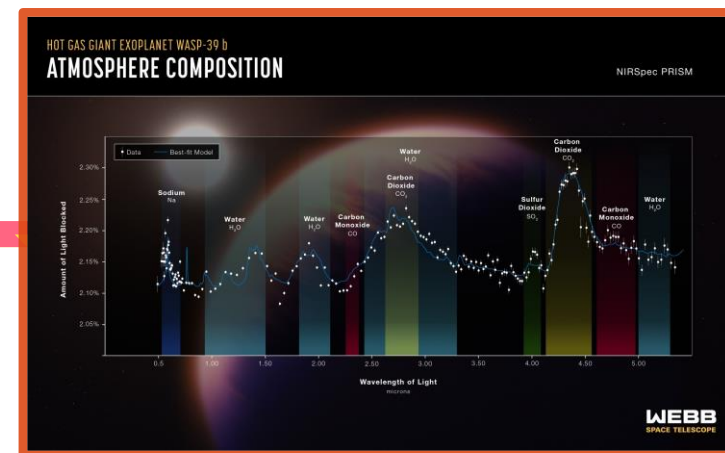 HOT GAS GIANT EXOPLANET WASP-39 b
ATMOSPHERE COMPOSITION
NIRSpec PRISM
Data
Best-fit Model
Amount of Light Blocked
2.30%
2.25%
2.20%
2.15%
2.10%
2.05%
Sodium
Na
Water
H₂O
Water
H₂O
Carbon
Monoxide
CO
Water
H₂O
Carbon
Dioxide
CO₂
Sulfur
Dioxide
SO₂
Carbon
Dioxide
CO₂
Carbon
Monoxide
CO
Water
H₂O
0.5
1.00
1.50
2.00
2.50
3.00
3.50
4.00
4.50
5.00
Wavelength of Light
microns
WEBB
SPACE TELESCOPE